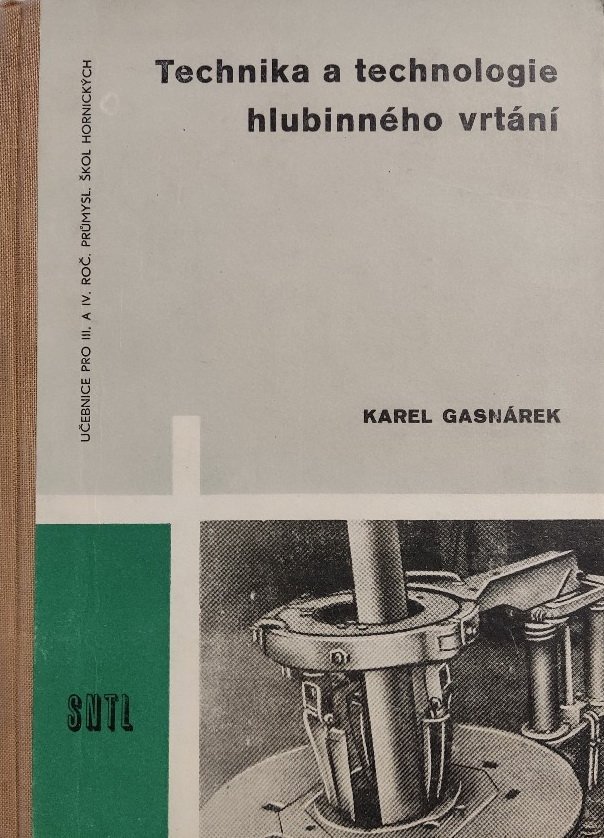 Technika a technologie
hlubinného vrtání
UČEBNICE PRO III. A IV. ROČ. PRŮMYSL. ŠKOL HORNICKÝCH
KAREL GASNÁREK
SNTL